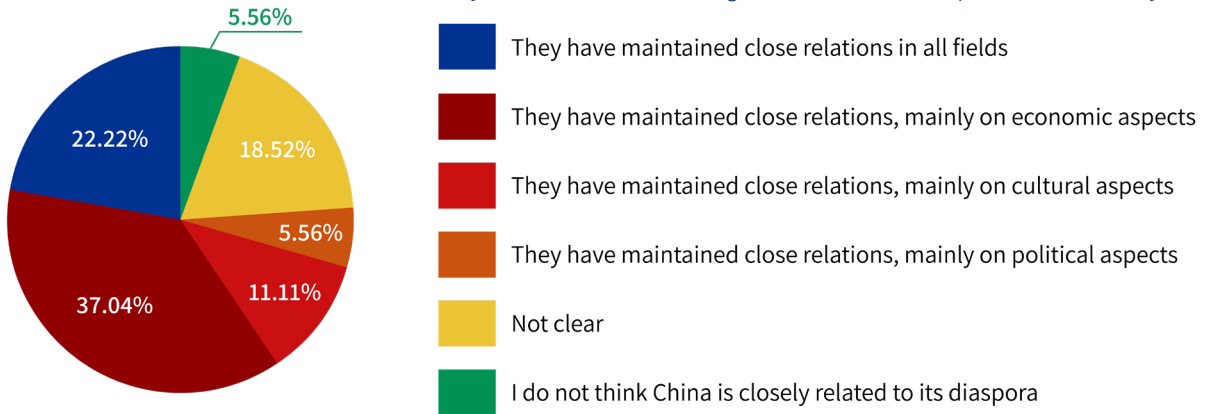 5.56%
They have maintained close relations in all fields
22.22%
18.52%
They have maintained close relations, mainly on economic aspects
They have maintained close relations, mainly on cultural aspects
5.56%
They have maintained close relations, mainly on political aspects
11.11%
37.04%
Not clear
I do not think China is closely related to its diaspora